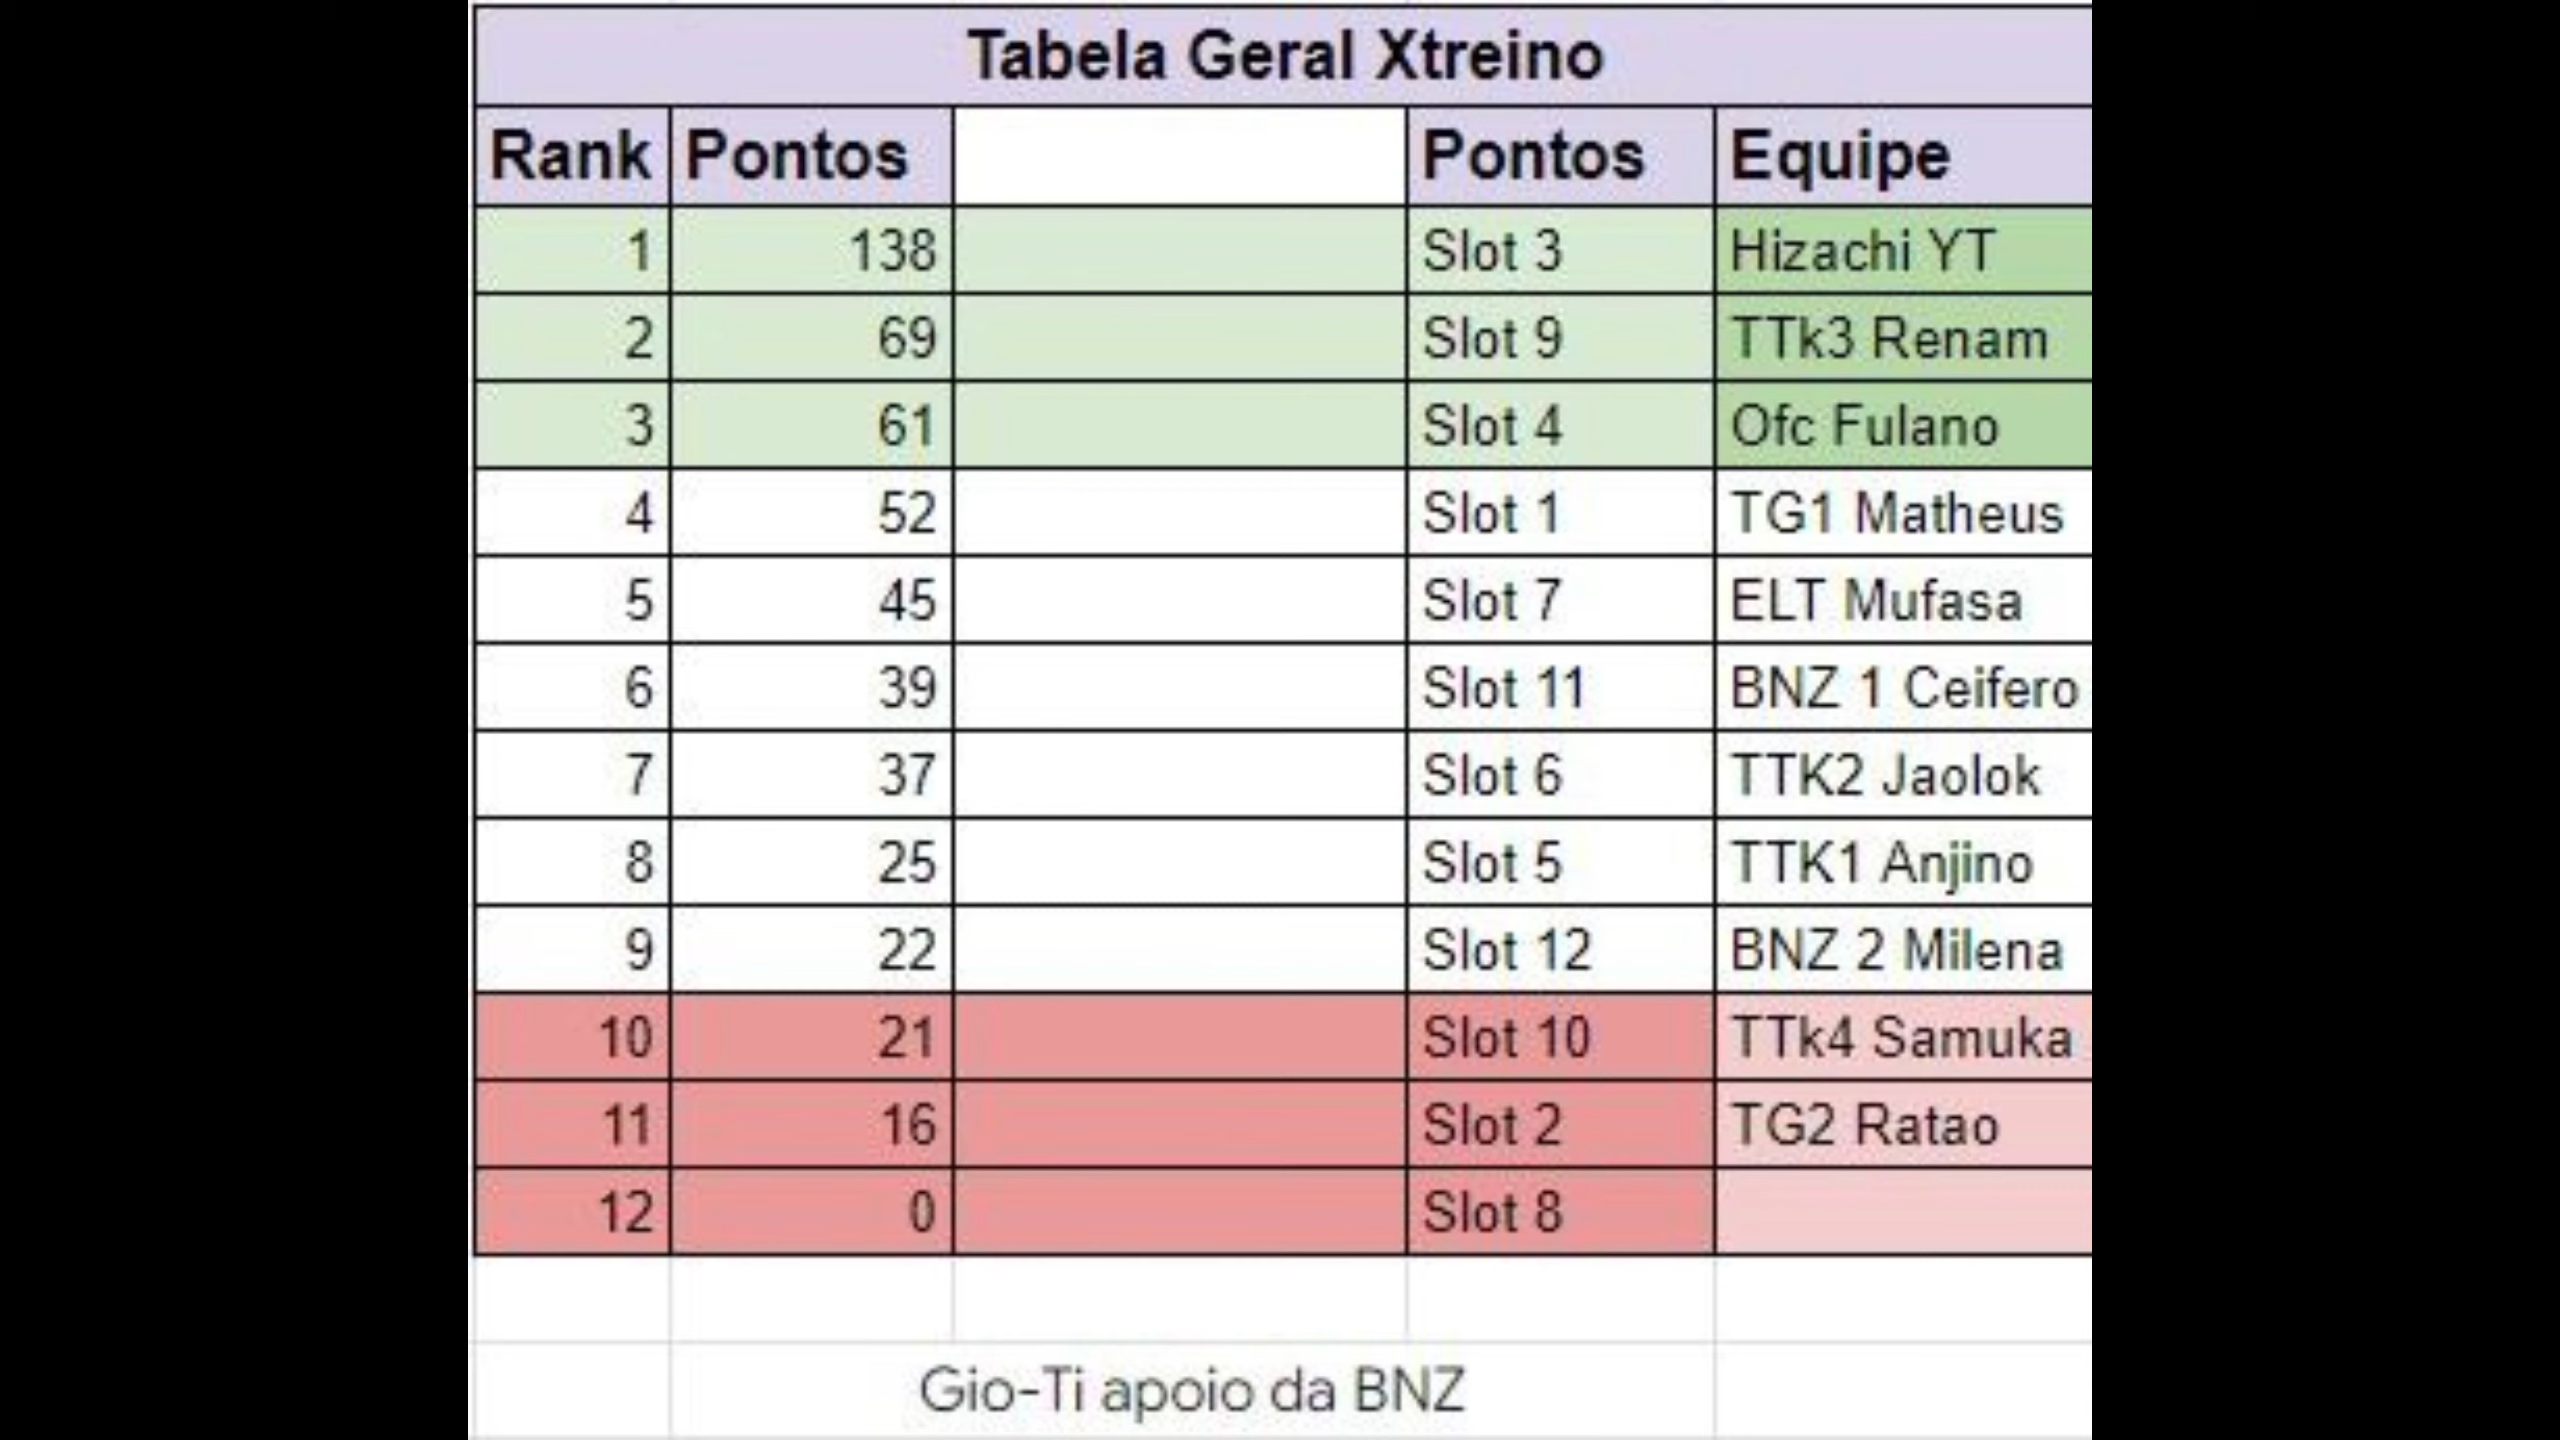 Tabela Geral Xtreino
Rank Pontos Pontos Equipe
1 138 Slot 3 Hizachi YT
2 69 Slot 9 TTk3 Renam
3 61 Slot 4 Ofc Fulano
4 52 Slot 1 TG1 Matheus
5 45 Slot 7 ELT Mufasa
6 39 Slot 11 BNZ 1 Ceifero
7 37 Slot 6 TTK2 Jaolok
8 25 Slot 5 TTK1 Anjino
9 22 Slot 12 BNZ 2 Milena
10 21 Slot 10 TTk4 Samuka
11 16 Slot 2 TG2 Ratao
12 0 Slot 8
Gio-Ti apoio da BNZ